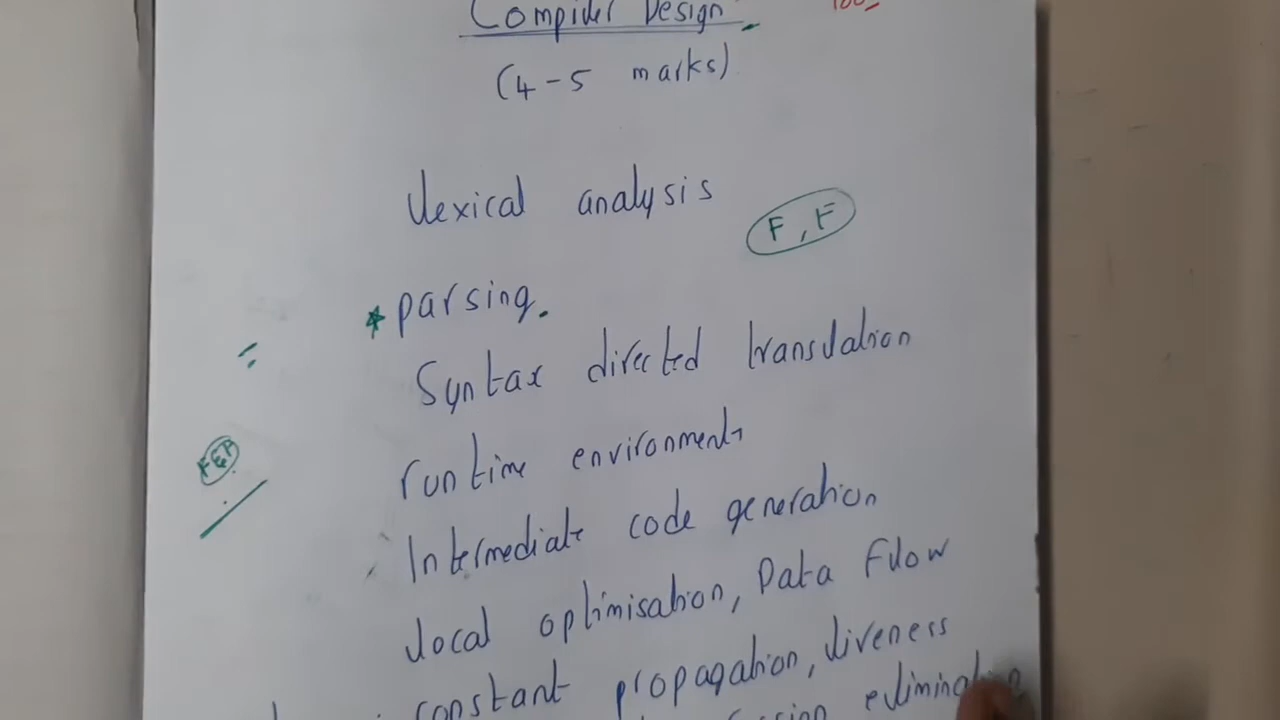 Compiler Design
(4-5 marks)
lexical analysis
F, F
* parsing.
Syntax directed translation
runtime environments
F&F
Intermediate code generation
local optimisation, Data Flow
constant propagation, liveness
elimination